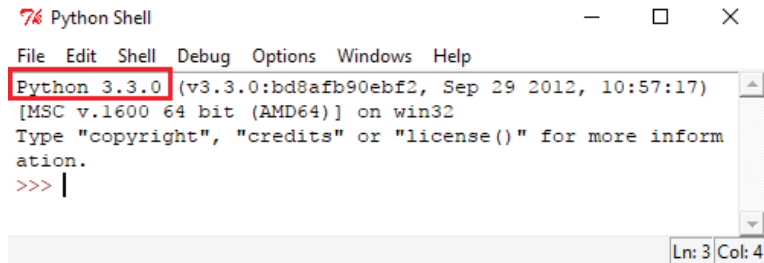 Python Shell
File Edit Shell Debug Options Windows Help
Python 3.3.0 (v3.3.0:bd8afb90ebf2, Sep 29 2012, 10:57:17)
[MSC v.1600 64 bit (AMD64)] on win32
Type "copyright", "credits" or "license()" for more inform
ation.
>>>
Ln: 3 Col: 4